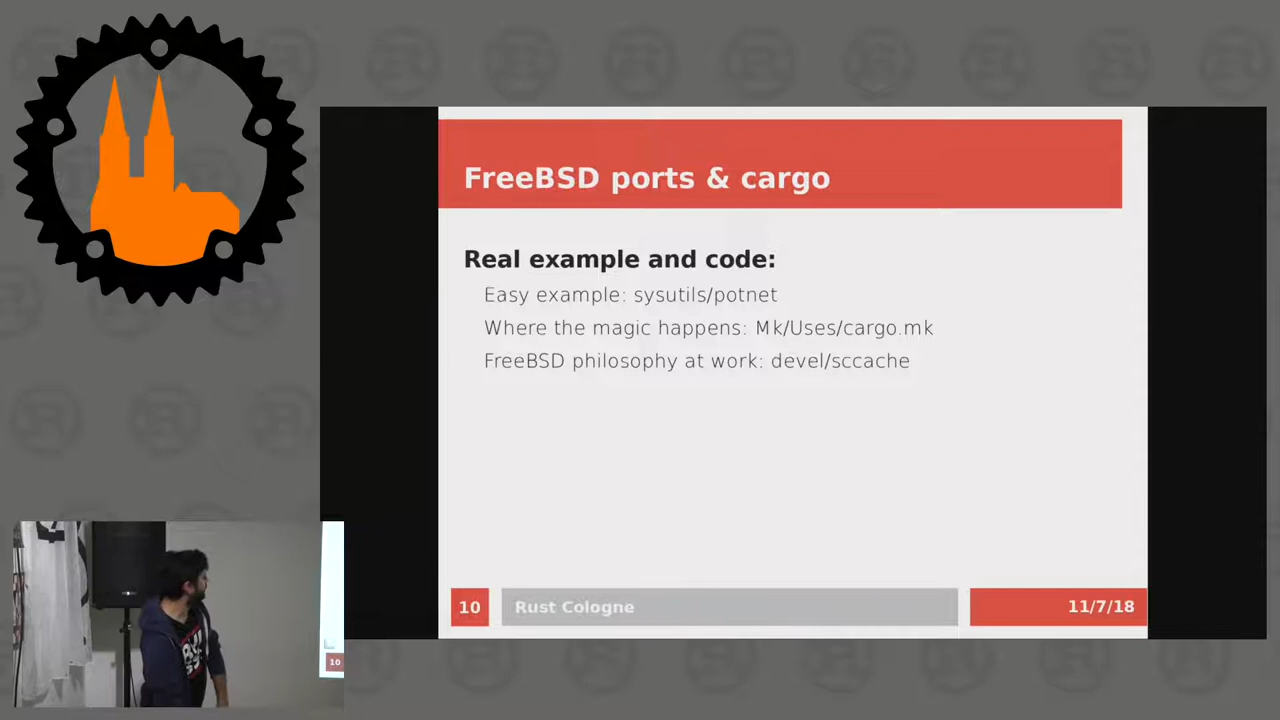 FreeBSD ports & cargo
Real example and code:
Easy example: sysutils/potnet
Where the magic happens: Mk/Uses/cargo.mk
FreeBSD philosophy at work: devel/sccache
10
Rust Cologne
11/7/18
10